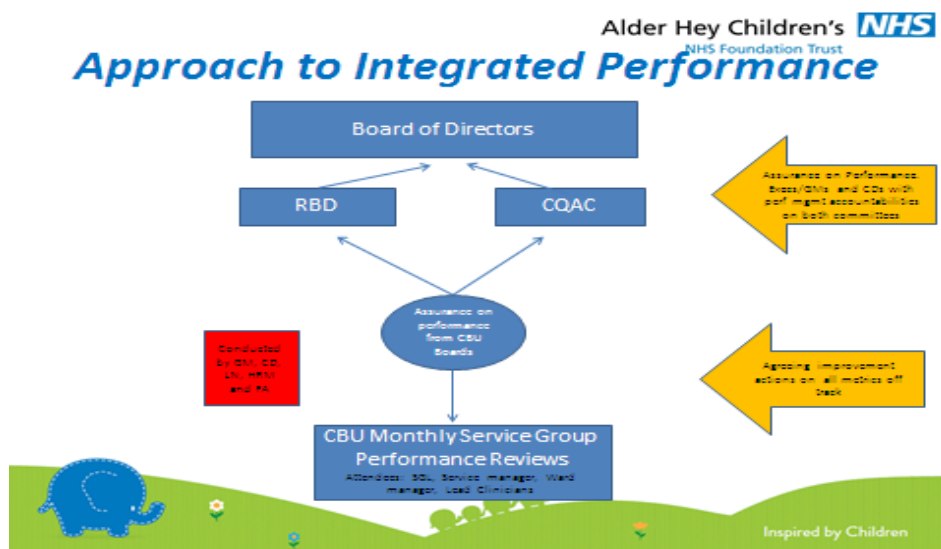 Alder Hey Children's NHS
NHS Foundation Trust
Approach to Integrated Performance
Board of Directors
RBD
CQAC
Assurance on Performance.
Execs/GMs and CDs with
perf mgmt accountabilities
on both committees
Assurance on
performance
from CBU
Boards
Conducted
by GM, CD,
LN, HRM
and FA
Agreeing improvement
actions on all metrics off
track
CBU Monthly Service Group
Performance Reviews
Attendees: SGL, Service manager, Ward
manager, Lead Clinicians
Inspired by Children